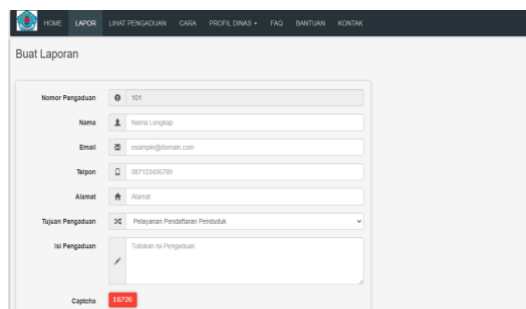 HOME LAPOR LIHAT PENGADUAN CARA PROFIL DINAS FAQ BANTUAN KONTAK
Buat Laporan
Nomor Pengaduan 101
Nama Nama Lengkap
Email example@domain.com
Telpon 087123456789
Alamat Alamat
Tujuan Pengaduan Pelayanan Pendaftaran Penduduk
Isi Pengaduan Tuliskan Isi Pengaduan
Captcha 18726